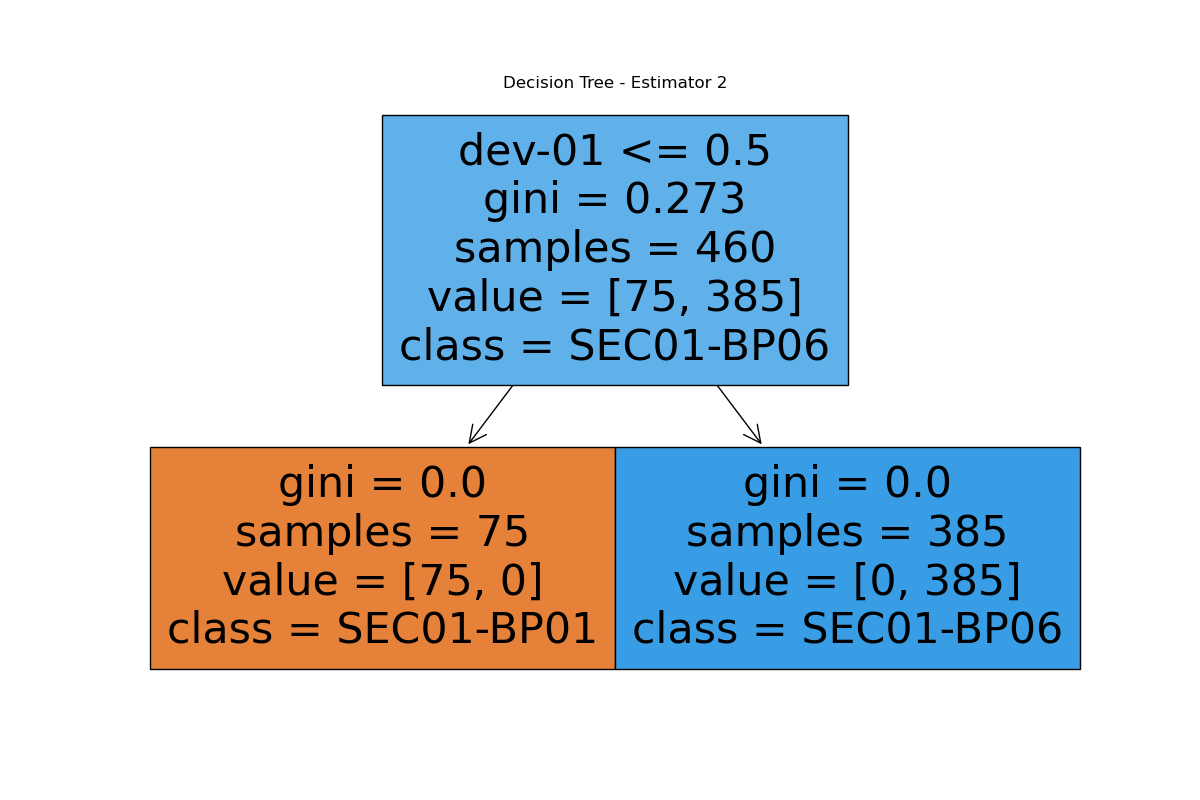 Decision Tree - Estimator 2
dev-01 <= 0.5
gini = 0.273
samples = 460
value = [75, 385]
class = SEC01-BP06
gini = 0.0
samples = 75
value = [75, 0]
class = SEC01-BP01
gini = 0.0
samples = 385
value = [0, 385]
class = SEC01-BP06